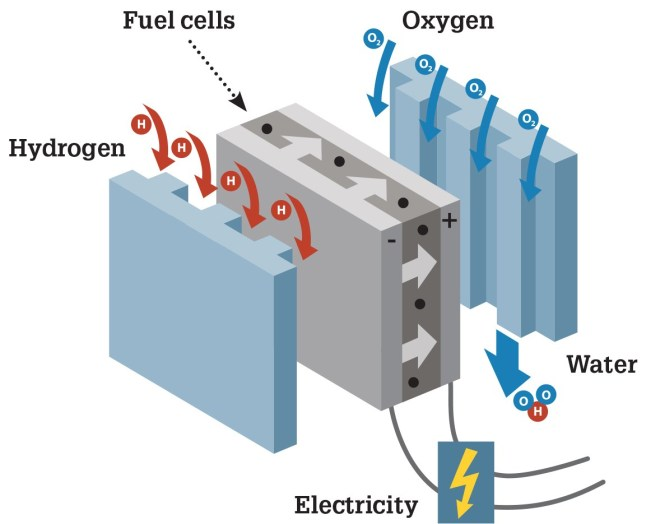 Fuel cells
Oxygen
O₂
O₂
O₂
O₂
Hydrogen
H
H
H
H
-
+
Water
O
O
H
Electricity